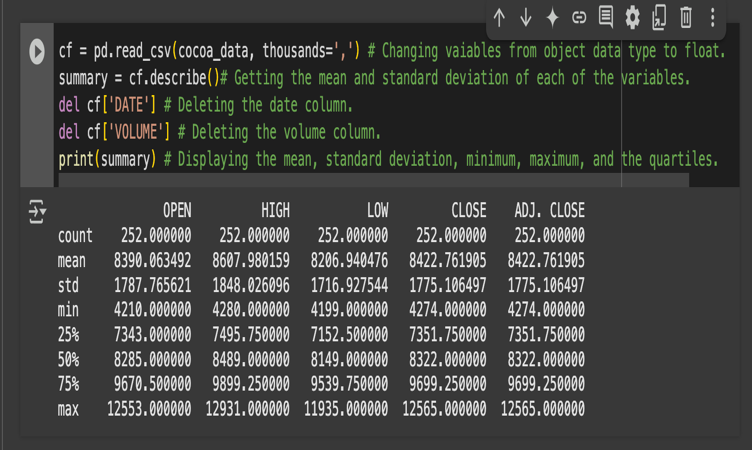 cf = pd.read_csv(cocoa_data, thousands=',') # Changing vaiables from object data type to float.
summary = cf.describe()# Getting the mean and standard deviation of each of the variables.
del cf['DATE'] # Deleting the date column.
del cf['VOLUME'] # Deleting the volume column.
print(summary) # Displaying the mean, standard deviation, minimum, maximum, and the quartiles.
OPEN HIGH LOW CLOSE ADJ. CLOSE
count 252.000000 252.000000 252.000000 252.000000 252.000000
mean 8390.063492 8607.980159 8206.940476 8422.761905 8422.761905
std 1787.765621 1848.026096 1716.927544 1775.106497 1775.106497
min 4210.000000 4280.000000 4199.000000 4274.000000 4274.000000
25% 7343.000000 7495.750000 7152.500000 7351.750000 7351.750000
50% 8285.000000 8489.000000 8149.000000 8322.000000 8322.000000
75% 9670.500000 9899.250000 9539.750000 9699.250000 9699.250000
max 12553.000000 12931.000000 11935.000000 12565.000000 12565.000000